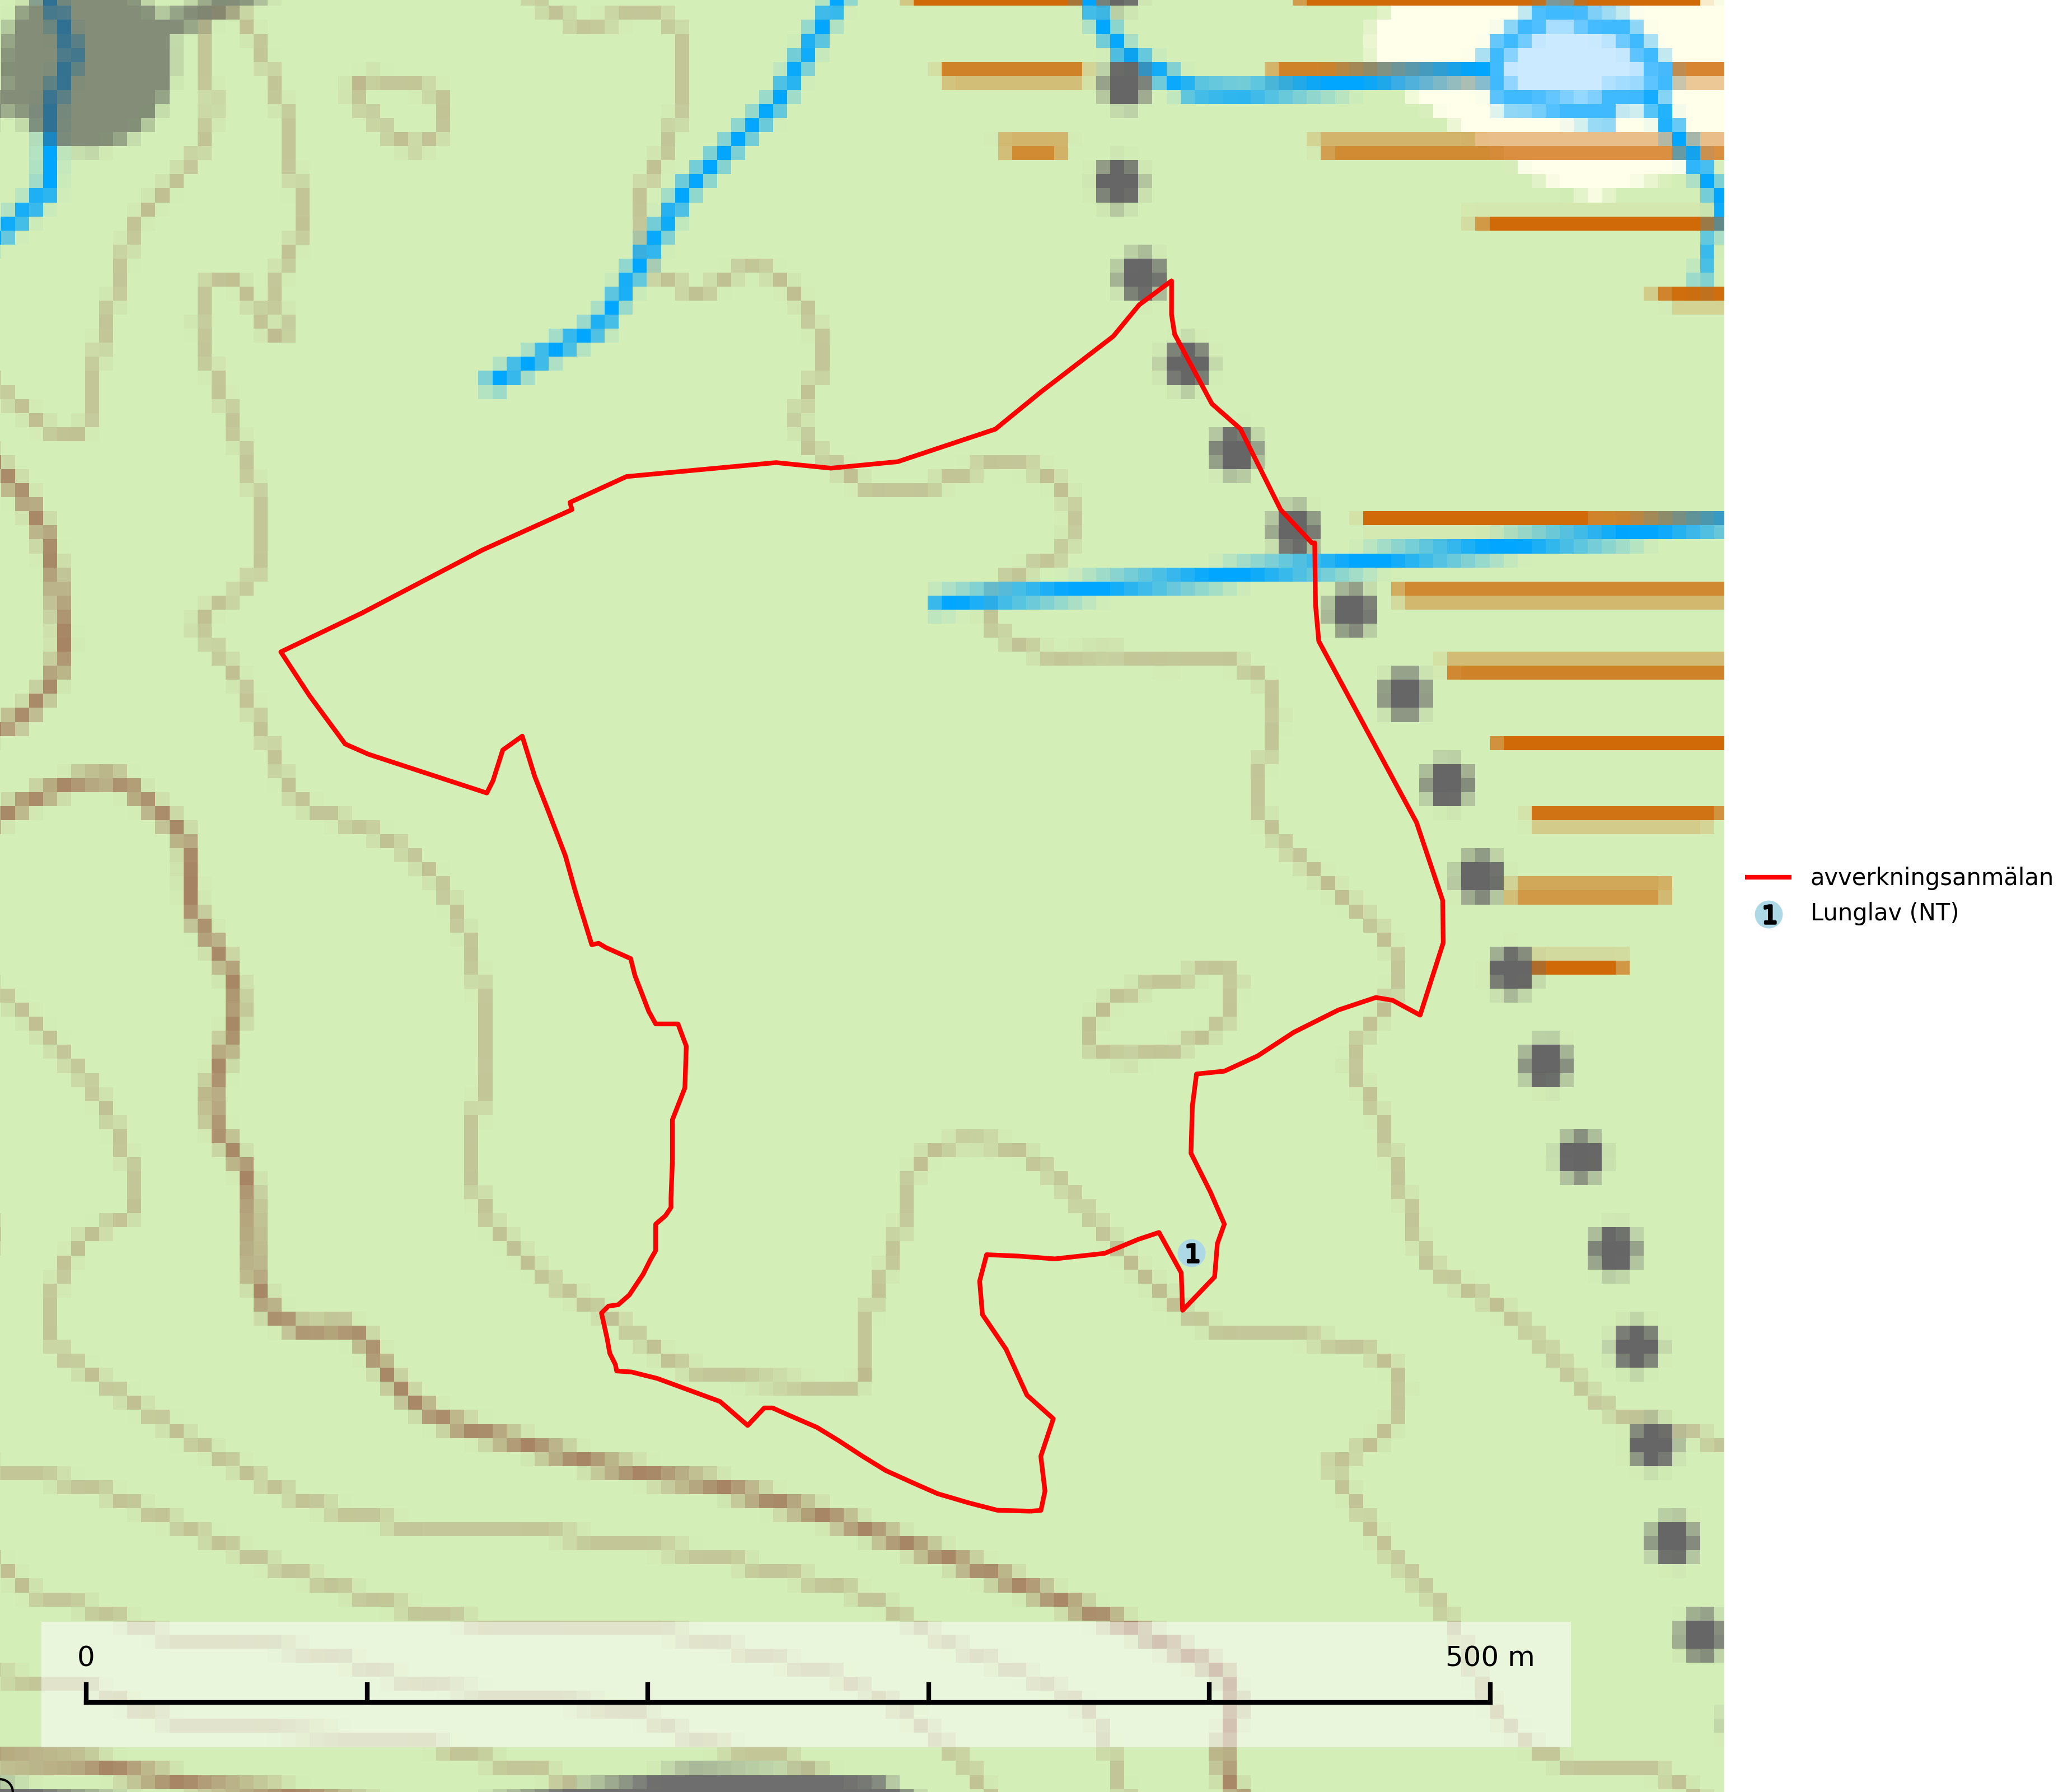 avverkningsanmälan
1 Lunglav (NT)
1
0 500 m